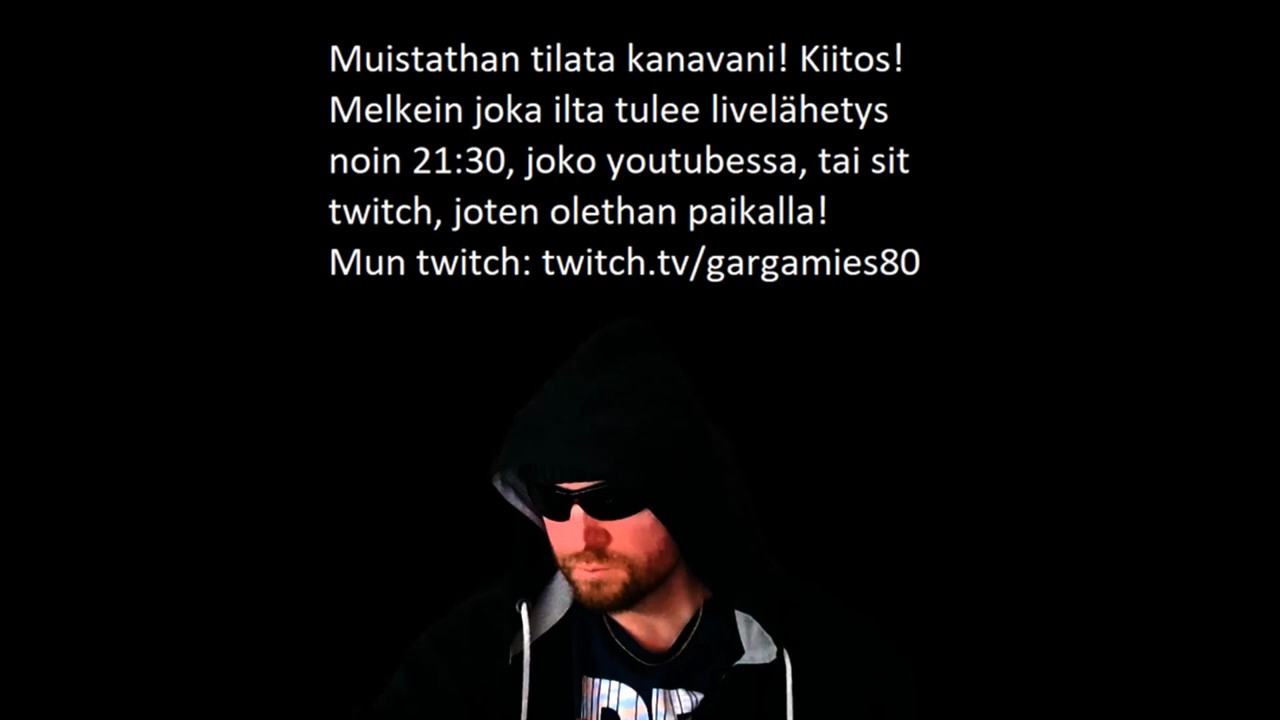 Muistathan tilata kanavani! Kiitos!
Melkein joka ilta tulee livelähetys
noin 21:30, joko youtubessa, tai sit
twitch, joten olethan paikalla!
Mun twitch: twitch.tv/gargamies80